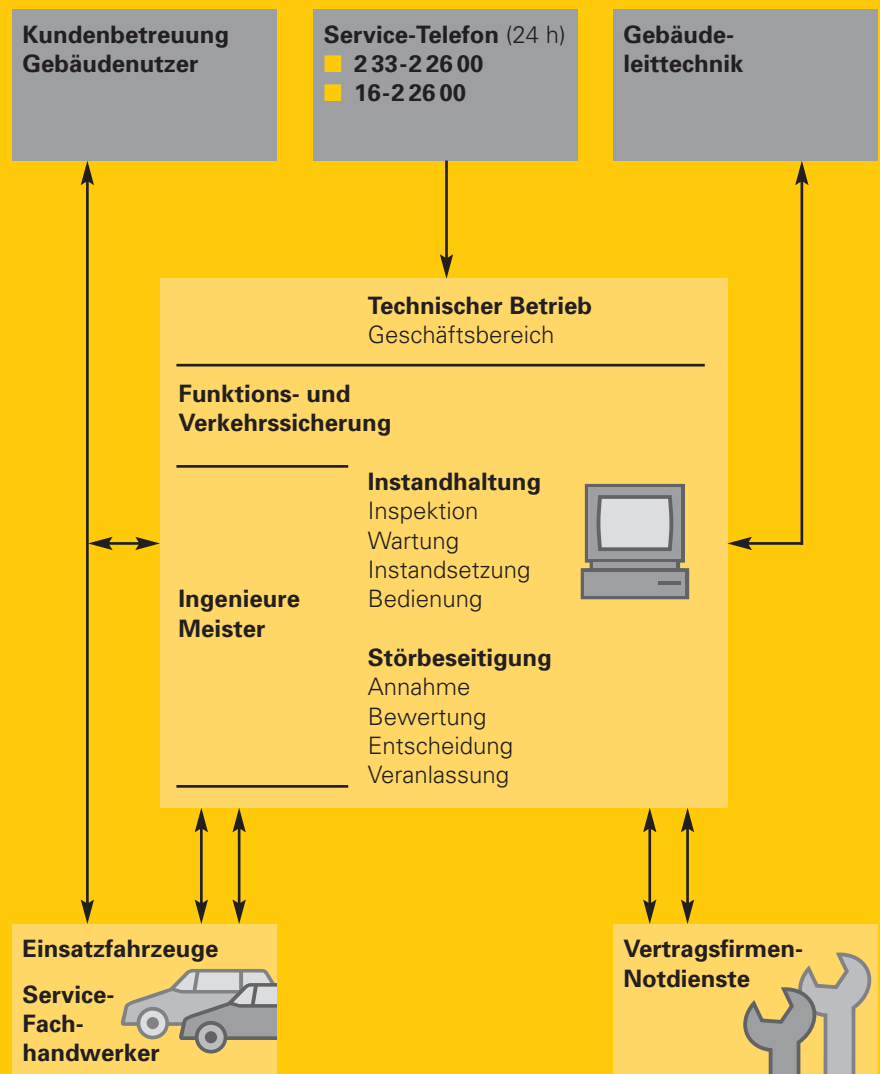 Kundenbetreuung
Gebäudenutzer
Service-Telefon (24 h)
2 33-2 26 00
16-2 26 00
Gebäude-
leittechnik
Technischer Betrieb
Geschäftsbereich
Funktions- und
Verkehrssicherung
Ingenieure
Meister
Instandhaltung
Inspektion
Wartung
Instandsetzung
Bedienung
Störbeseitigung
Annahme
Bewertung
Entscheidung
Veranlassung
Einsatzfahrzeuge
Service-
Fach-
handwerker
Vertragsfirmen-
Notdienste